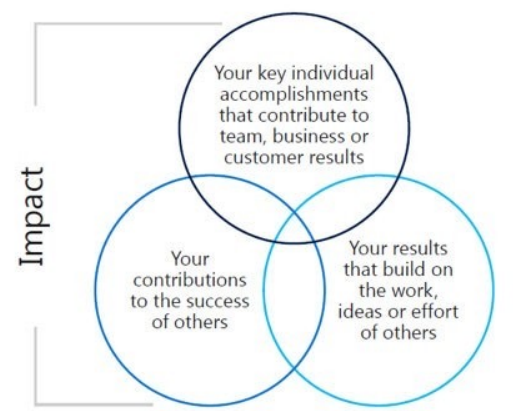 Impact
Your key individual
accomplishments
that contribute to
team, business or
customer results
Your
contributions
to the success
of others
Your results
that build on
the work,
ideas or effort
of others